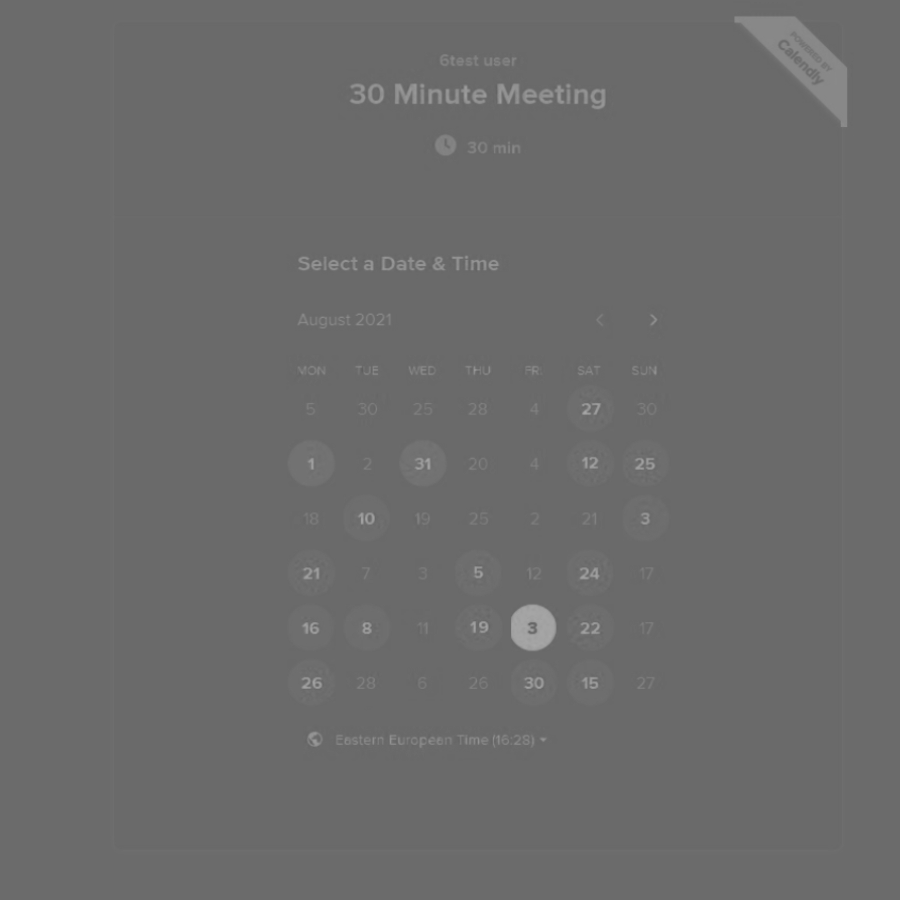 POWERED BY
Calendly
6test user
30 Minute Meeting
30 min
Select a Date & Time
August 2021
MON TUE WED THU FRI SAT SUN
5 30 25 28 4 27 30
1 2 31 20 4 12 25
18 10 19 25 2 21 3
21 7 3 5 12 24 17
16 8 11 19 3 22 17
26 28 6 26 30 15 27
Eastern European Time (16:28)